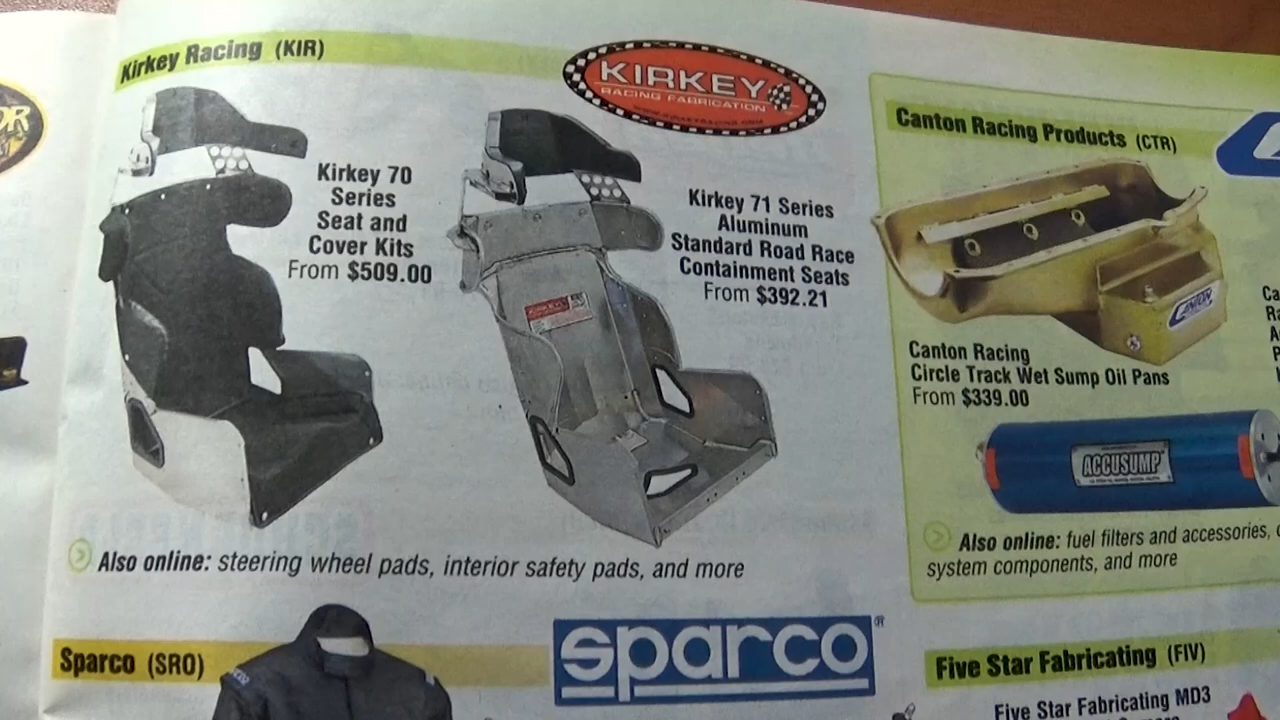 Kirkey Racing (KIR)
KIRKEY
RACING FABRICATION
Kirkey 70
Series
Seat and
Cover Kits
From $509.00
Kirkey 71 Series
Aluminum
Standard Road Race
Containment Seats
From $392.21
Also online: steering wheel pads, interior safety pads, and more
Canton Racing Products (CTR)
CANTON
Canton Racing
Circle Track Wet Sump Oil Pans
From $339.00
ACCUSUMP
Also online: fuel filters and accessories,
system components, and more
Sparco (SRO)
sparco®
Five Star Fabricating (FIV)
Five Star Fabricating MD3